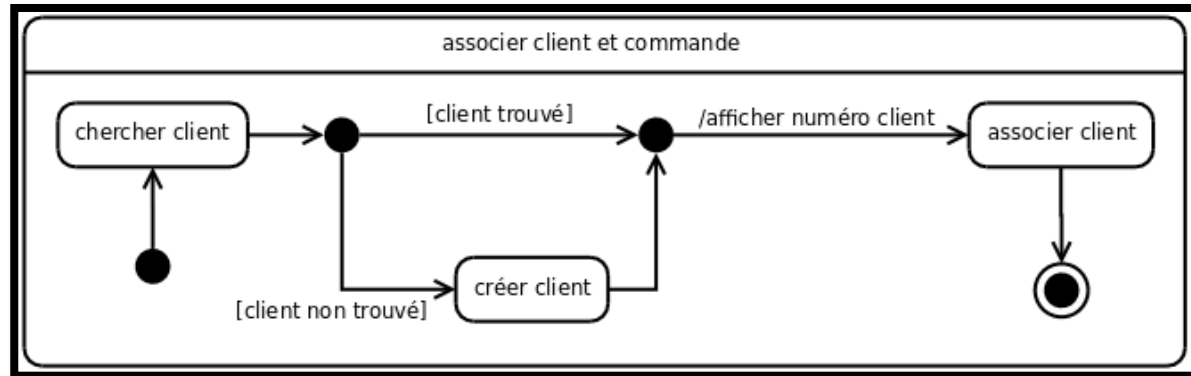 associer client et commande
chercher client
[client trouvé]
/afficher numéro client
associer client
créer client
[client non trouvé]